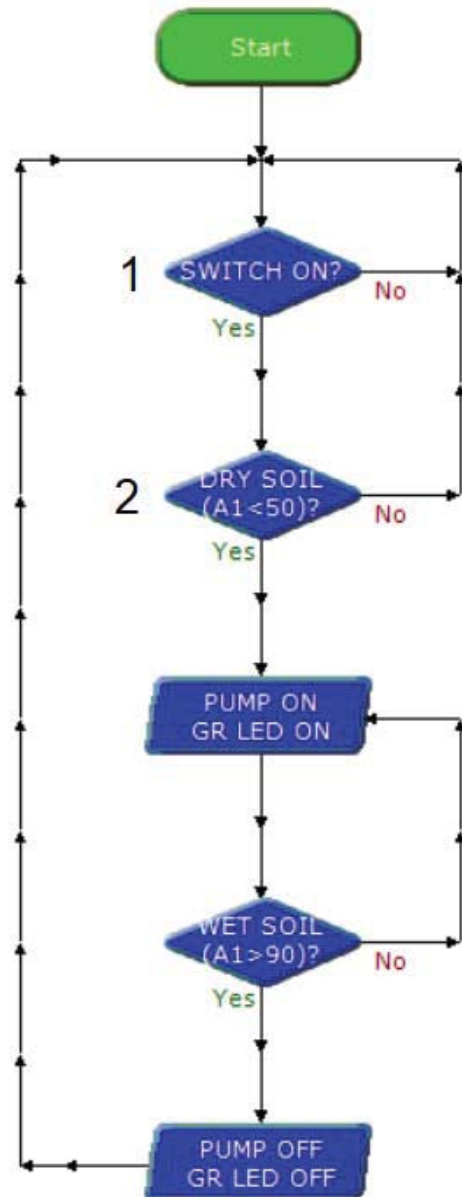 Start
1
SWITCH ON?
No
Yes
2
DRY SOIL
(A1<50)?
No
Yes
PUMP ON
GR LED ON
WET SOIL
(A1>90)?
No
Yes
PUMP OFF
GR LED OFF